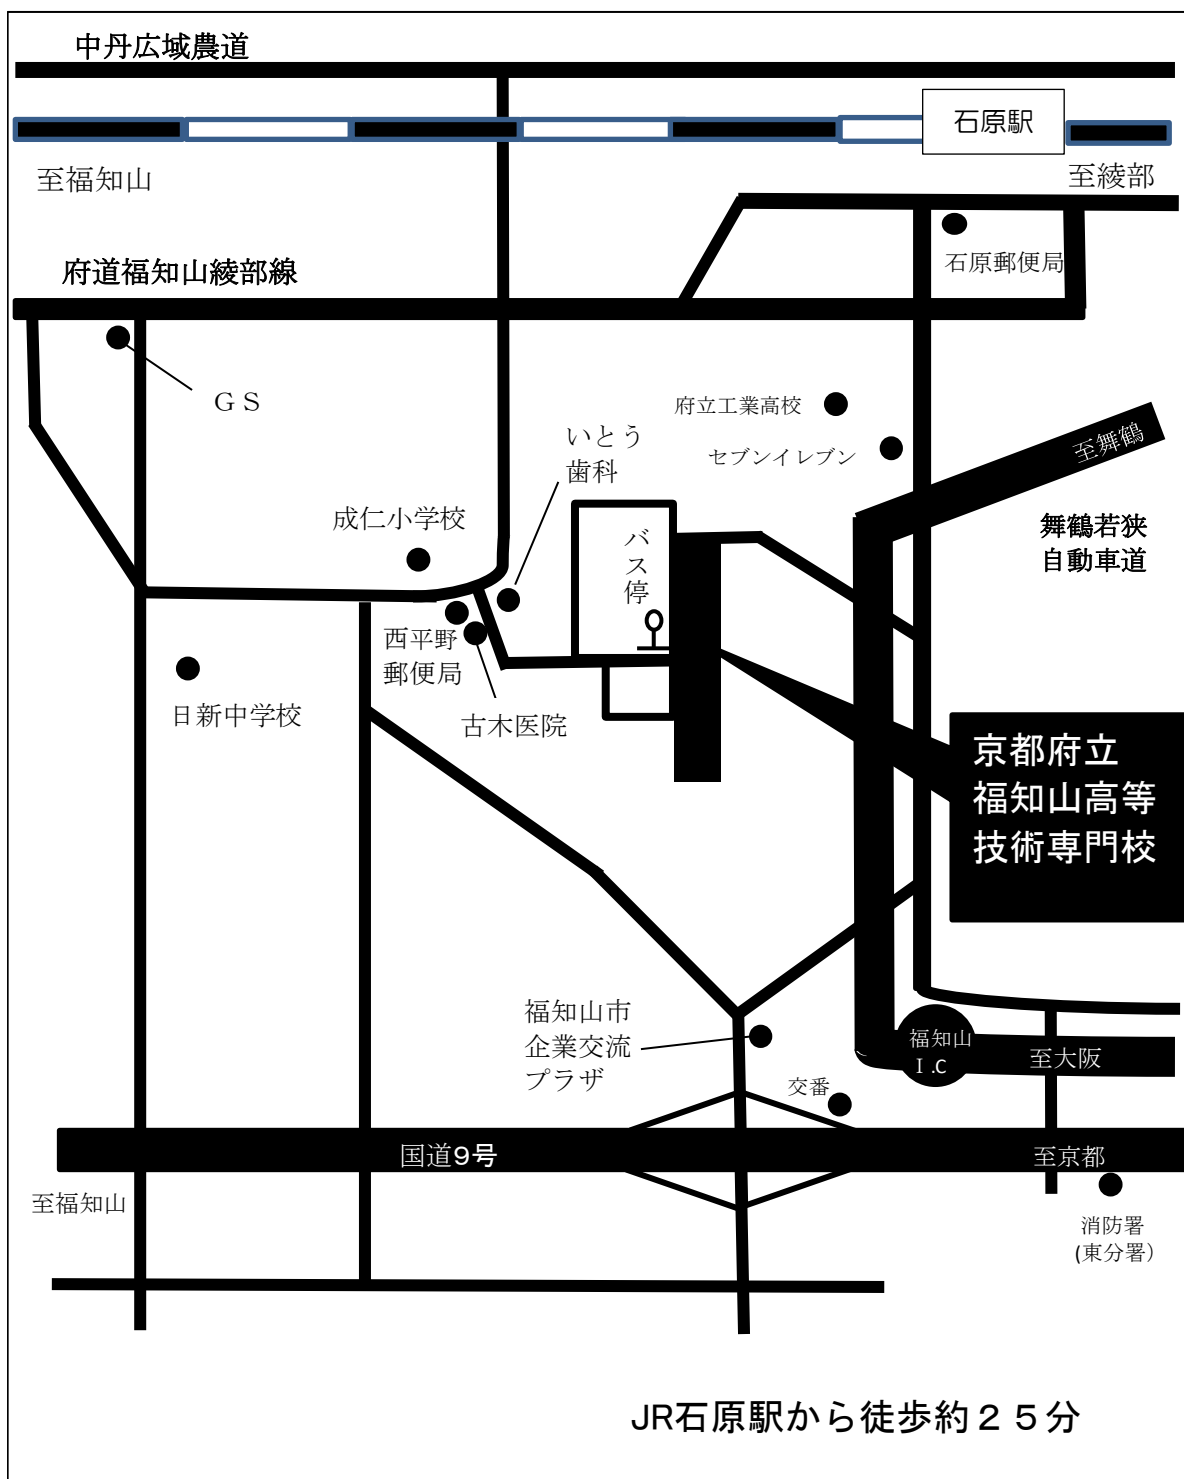 中丹広域農道
石原駅
至福知山
至綾部
石原郵便局
府道福知山綾部線
ＧＳ
府立工業高校
いとう
歯科
セブンイレブン
至舞鶴
成仁小学校
バス停
舞鶴若狭
自動車道
西平野
郵便局
日新中学校
古木医院
京都府立
福知山高等
技術専門校
福知山市
企業交流
プラザ
福知山
Ｉ.C
至大阪
交番
国道９号
至京都
至福知山
消防署
(東分署）
JR石原駅から徒歩約２５分